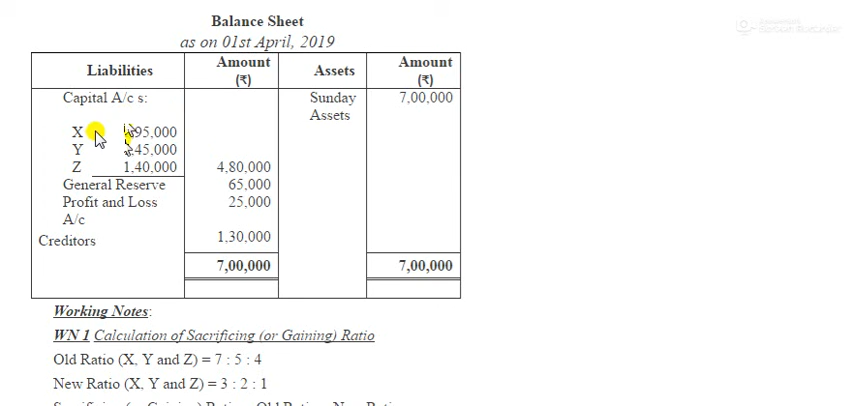 Balance Sheet
as on 01st April, 2019
Liabilities Amount (₹) Assets Amount (₹)
Capital A/c s: Sunday Assets 7,00,000
X 95,000
Y 45,000
Z 1,40,000 4,80,000
General Reserve 65,000
Profit and Loss A/c 25,000
Creditors 1,30,000
7,00,000 7,00,000
Working Notes:
WN 1 Calculation of Sacrificing (or Gaining) Ratio
Old Ratio (X, Y and Z) = 7 : 5 : 4
New Ratio (X, Y and Z) = 3 : 2 : 1